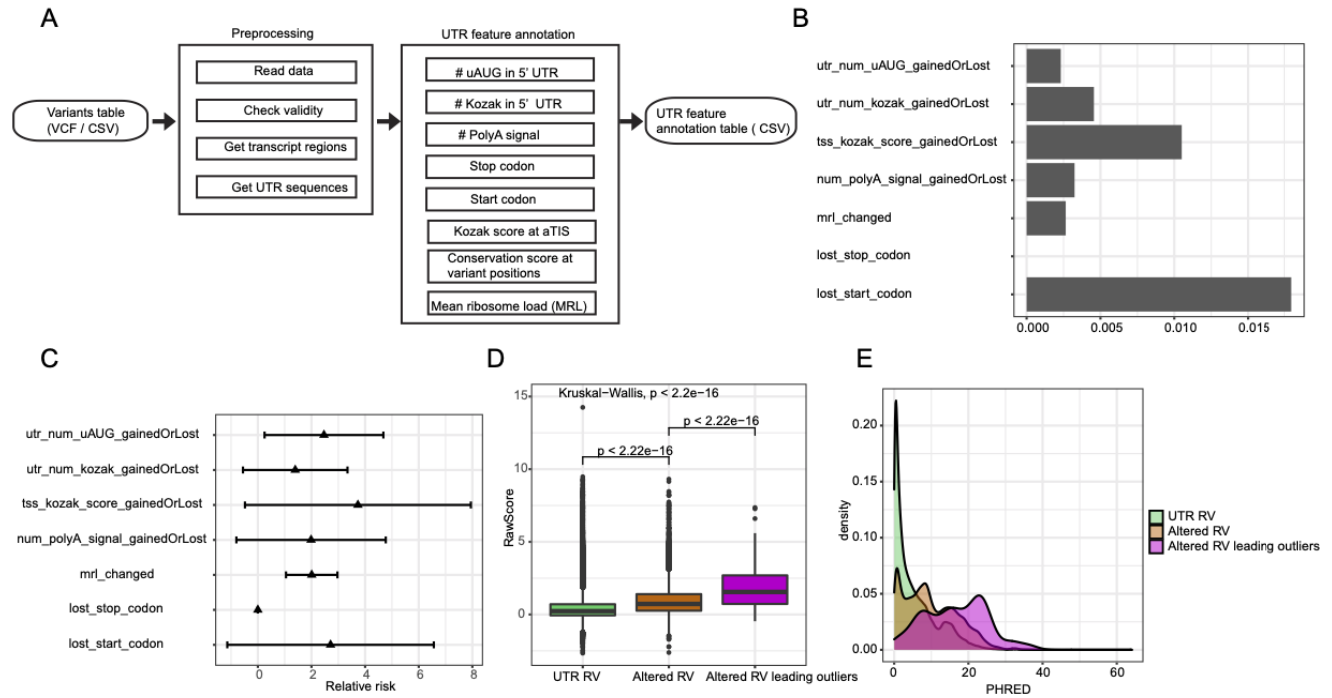 A
Preprocessing
UTR feature annotation
Variants table
(VCF / CSV)
Read data
Check validity
Get transcript regions
Get UTR sequences
# uAUG in 5' UTR
# Kozak in 5' UTR
# PolyA signal
Stop codon
Start codon
Kozak score at aTIS
Conservation score at
variant positions
Mean ribosome load (MRL)
UTR feature
annotation table ( CSV)
B
utr_num_uAUG_gainedOrLost
utr_num_kozak_gainedOrLost
tss_kozak_score_gainedOrLost
num_polyA_signal_gainedOrLost
mrl_changed
lost_stop_codon
lost_start_codon
0.000 0.005 0.010 0.015
C
utr_num_uAUG_gainedOrLost
utr_num_kozak_gainedOrLost
tss_kozak_score_gainedOrLost
num_polyA_signal_gainedOrLost
mrl_changed
lost_stop_codon
lost_start_codon
0 2 4 6 8
Relative risk
D
RawScore
15
10
5
0
Kruskal-Wallis, p < 2.2e-16
p < 2.22e-16
p < 2.22e-16
UTR RV Altered RV Altered RV leading outliers
E
density
0.20
0.15
0.10
0.05
0.00
0 20 40 60
PHRED
UTR RV
Altered RV
Altered RV leading outliers